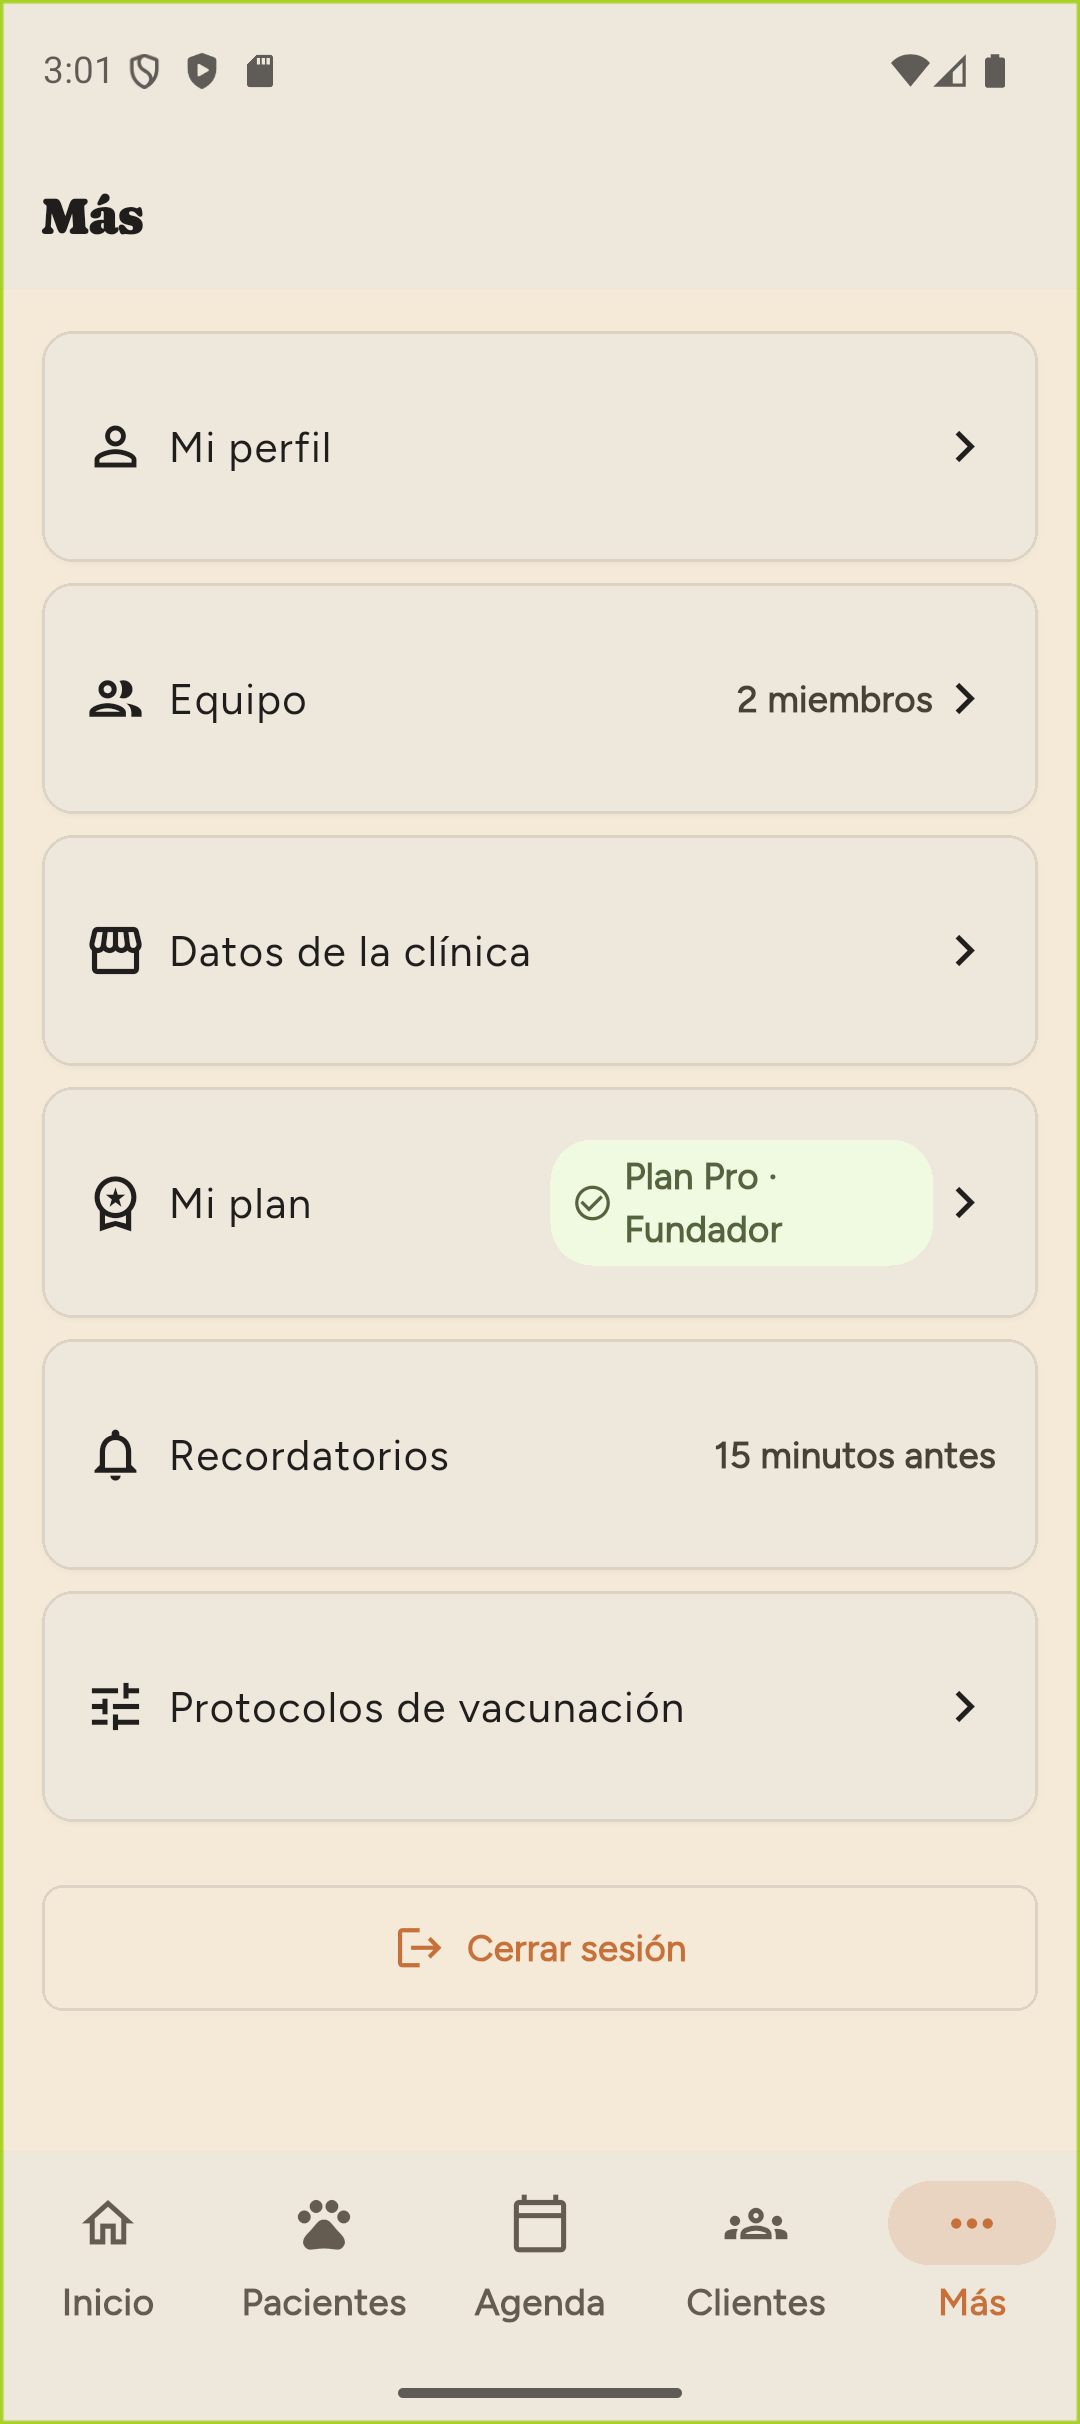 3:01
Más
Mi perfil
Equipo
2 miembros
Datos de la clínica
Mi plan
Plan Pro ·
Fundador
Recordatorios
15 minutos antes
Protocolos de vacunación
Cerrar sesión
Inicio
Pacientes
Agenda
Clientes
Más